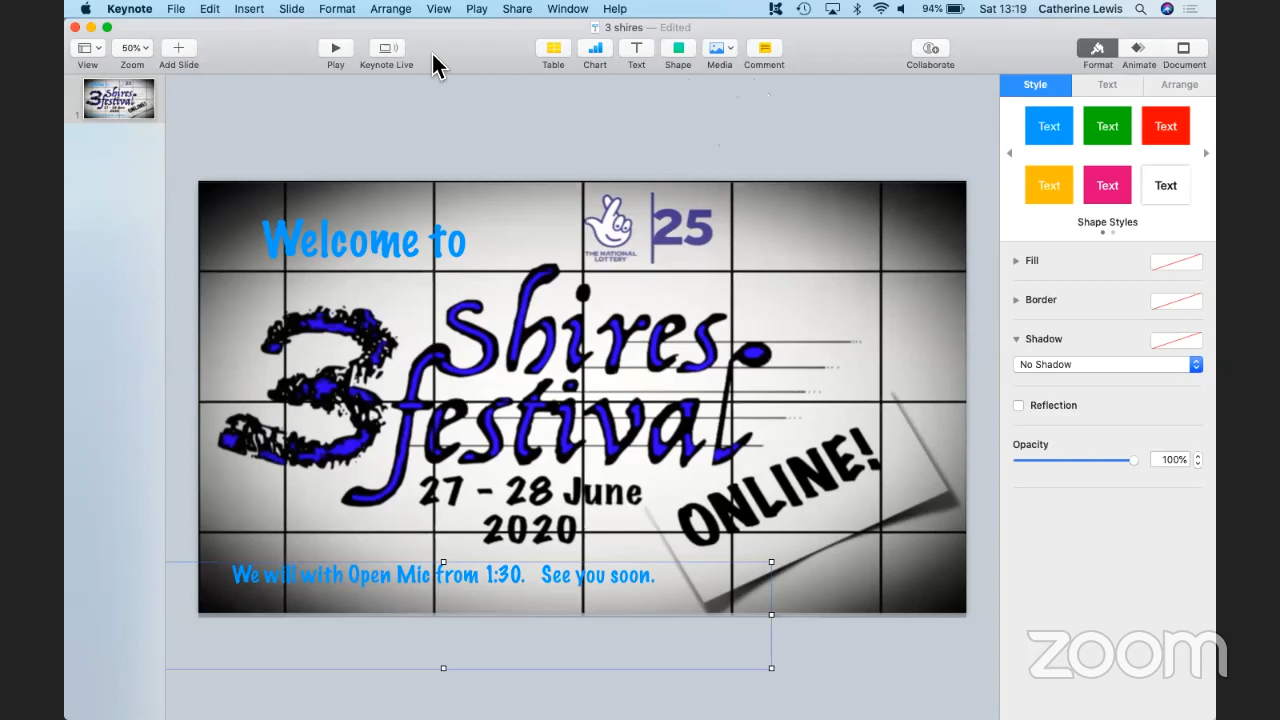 Keynote File Edit Insert Slide Format Arrange View Play Share Window Help 94% Sat 13:19 Catherine Lewis
3 shires — Edited
50%
View Zoom Add Slide Play Keynote Live Table Chart Text Shape Media Comment Collaborate Format Animate Document
Style Text Arrange
Text Text Text
Text Text Text
Shape Styles
Fill
Border
Shadow
No Shadow
Reflection
Opacity
100%
1
Welcome to
THE NATIONAL
LOTTERY
25
3 shires
festival
27 - 28 June
2020
ONLINE!
We will with Open Mic from 1:30. See you soon.
zoom